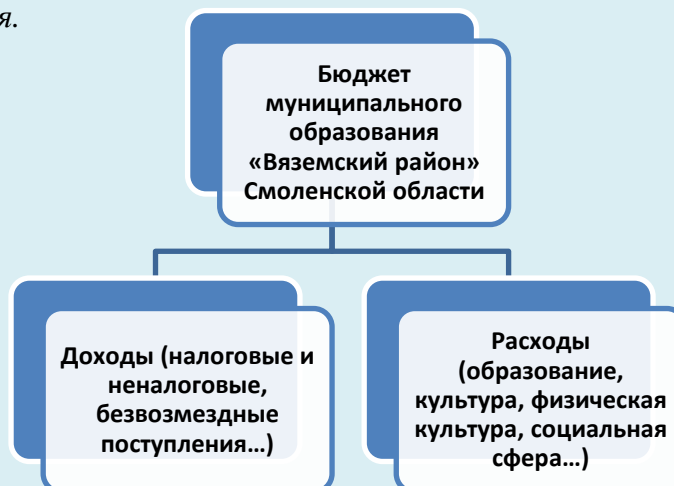 я.
Бюджет
муниципального
образования
«Вяземский район»
Смоленской области
Доходы (налоговые и
неналоговые,
безвозмездные
поступления…)
Расходы
(образование,
культура, физическая
культура, социальная
сфера…)